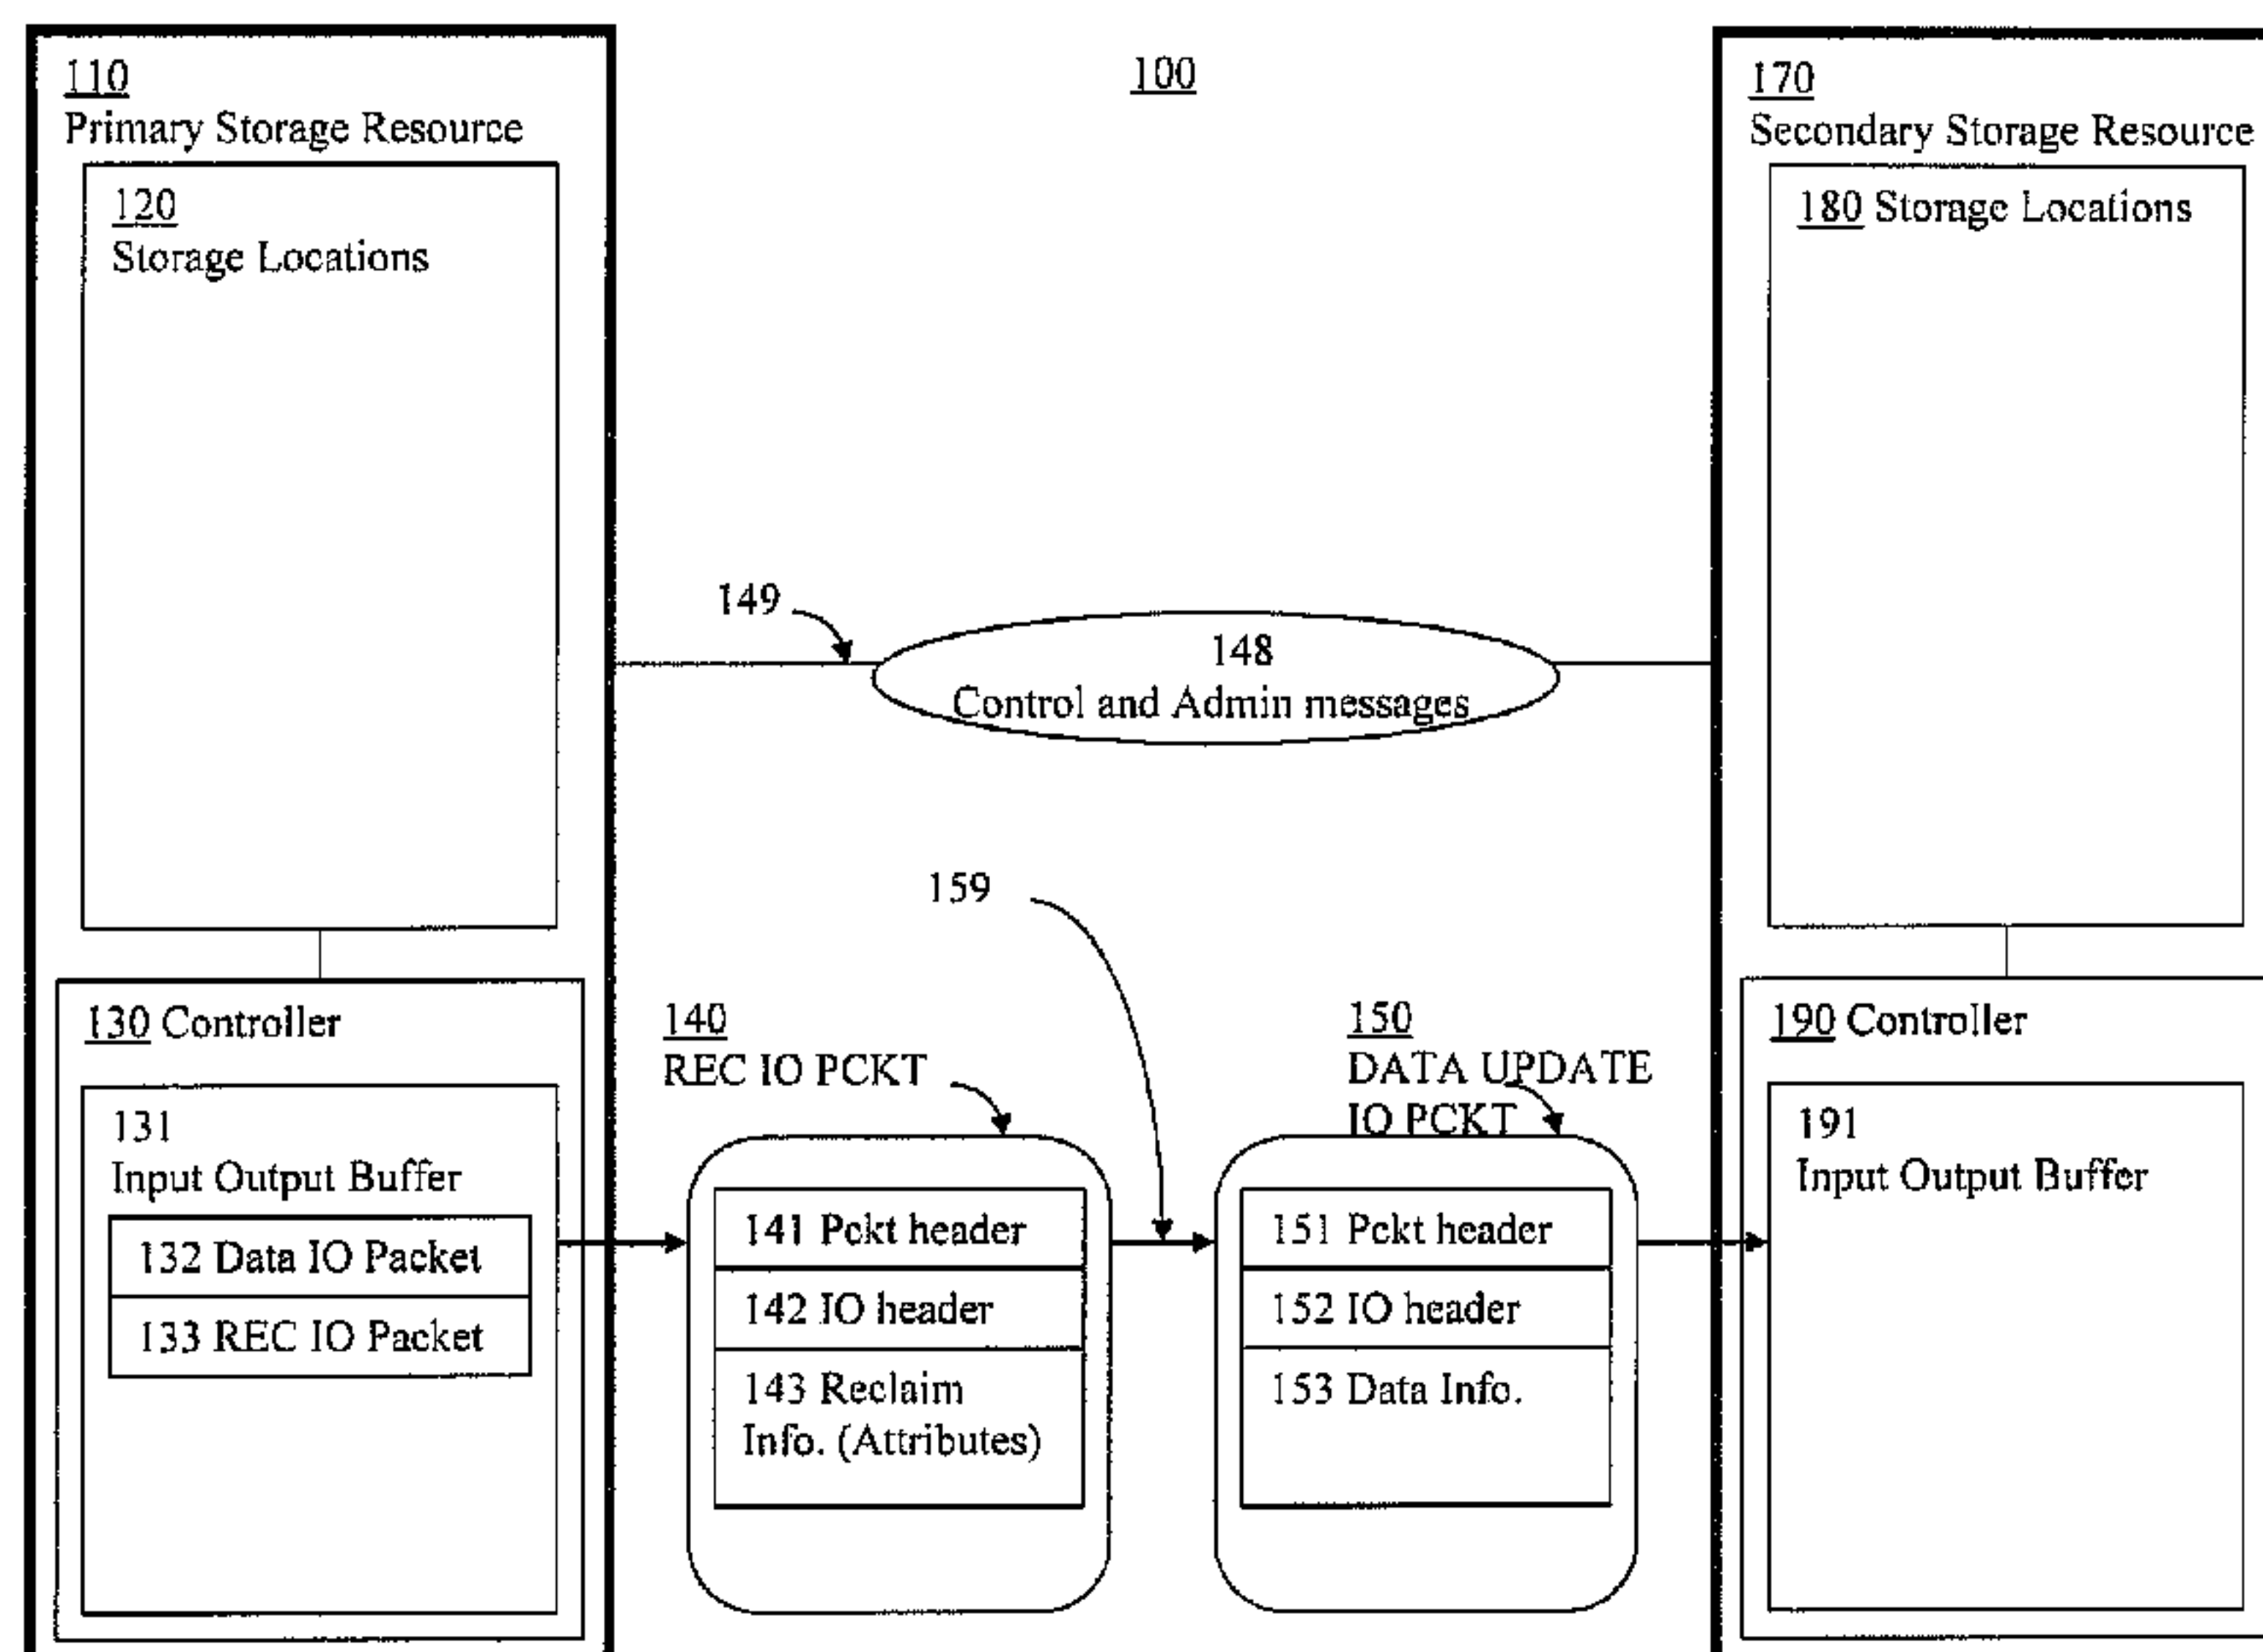 110
Primary Storage Resource
120
Storage Locations
100
170
Secondary Storage Resource
180 Storage Locations
149
148
Control and Admin messages
159
130 Controller
131
Input Output Buffer
132 Data IO Packet
133 REC IO Packet
140
REC IO PCKT
141 Pckt header
142 IO header
143 Reclaim
Info. (Attributes)
150
DATA UPDATE
IO PCKT
151 Pckt header
152 IO header
153 Data Info.
190 Controller
191
Input Output Buffer